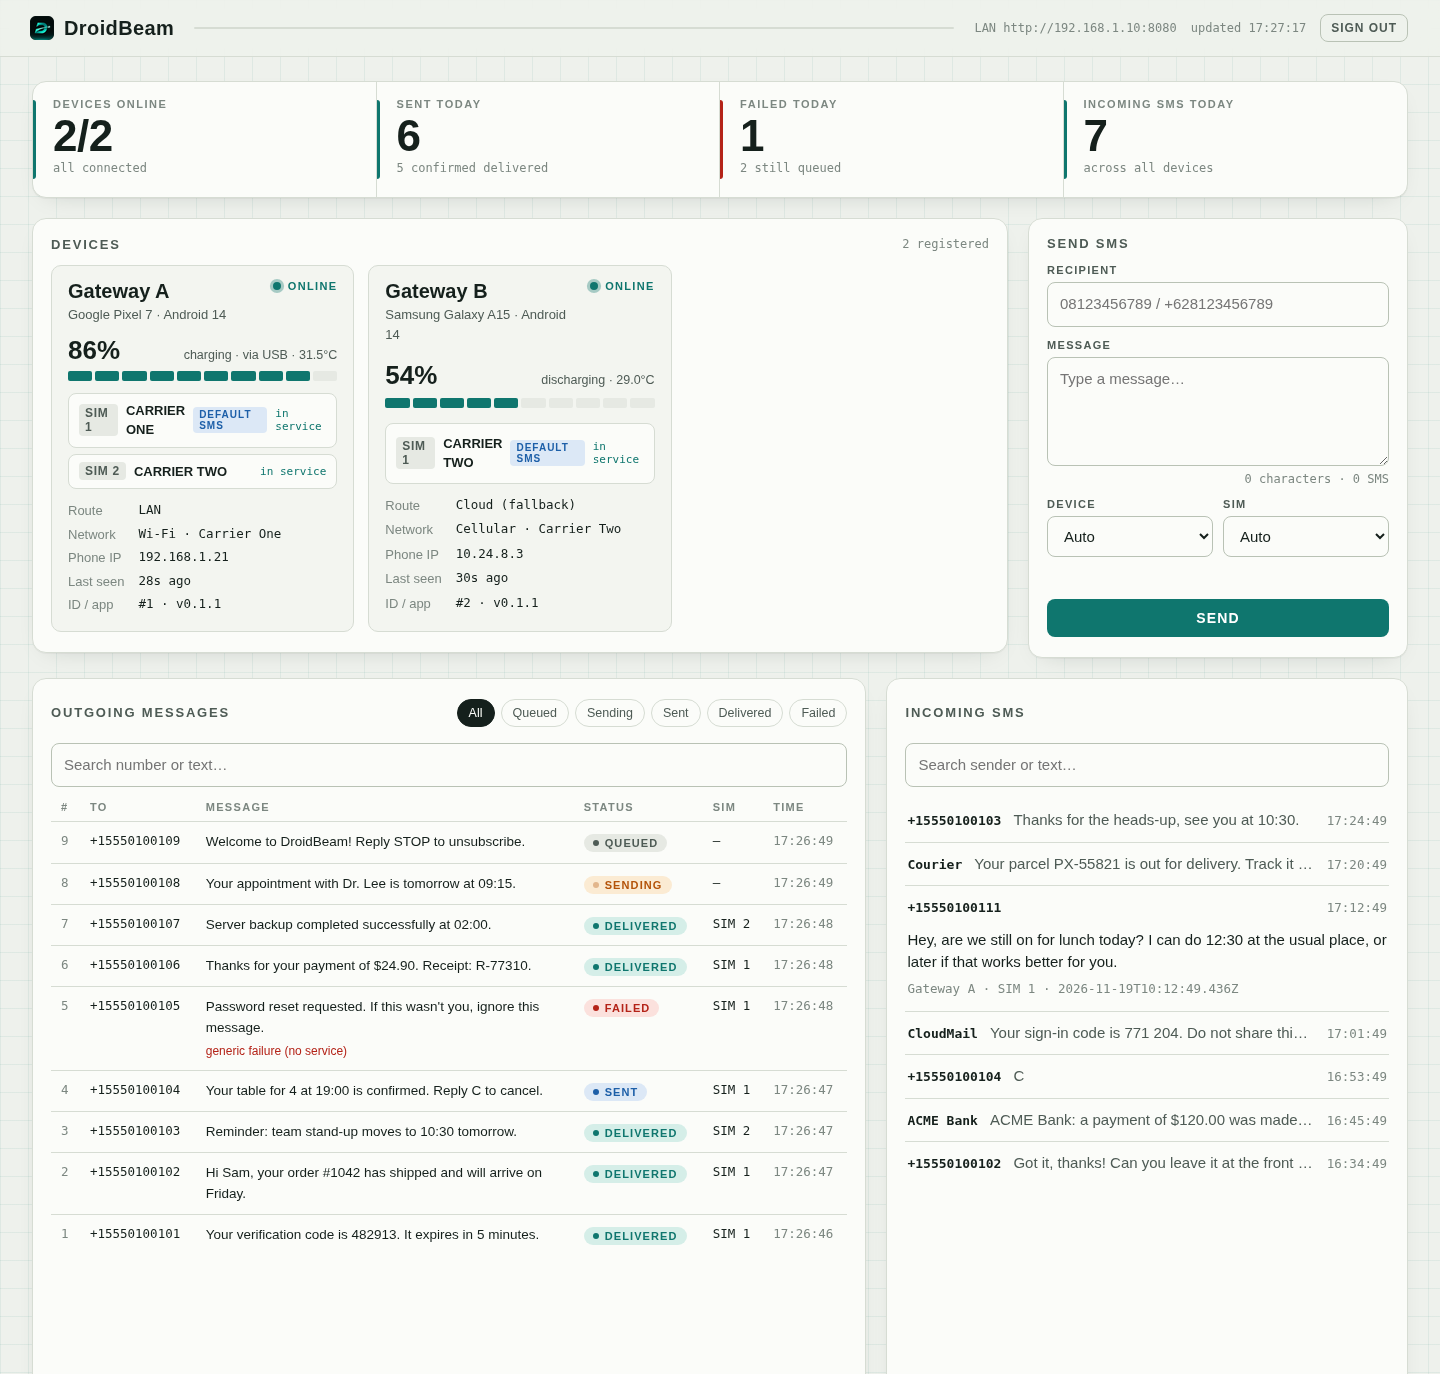 DroidBeam
LAN http://192.168.1.10:8080 updated 17:27:17 SIGN OUT
DEVICES ONLINE
2/2
all connected
SENT TODAY
6
5 confirmed delivered
FAILED TODAY
1
2 still queued
INCOMING SMS TODAY
7
across all devices
DEVICES
2 registered
Gateway A
ONLINE
Google Pixel 7 · Android 14
86%
charging · via USB · 31.5°C
SIM 1 CARRIER ONE DEFAULT SMS in service
SIM 2 CARRIER TWO in service
Route LAN
Network Wi-Fi · Carrier One
Phone IP 192.168.1.21
Last seen 28s ago
ID / app #1 · v0.1.1
Gateway B
ONLINE
Samsung Galaxy A15 · Android
14
54%
discharging · 29.0°C
SIM 1 CARRIER TWO DEFAULT SMS in service
Route Cloud (fallback)
Network Cellular · Carrier Two
Phone IP 10.24.8.3
Last seen 30s ago
ID / app #2 · v0.1.1
SEND SMS
RECIPIENT
08123456789 / +628123456789
MESSAGE
Type a message…
0 characters · 0 SMS
DEVICE SIM
Auto Auto
SEND
OUTGOING MESSAGES
All Queued Sending Sent Delivered Failed
Search number or text…
# TO MESSAGE STATUS SIM TIME
9 +15550100109 Welcome to DroidBeam! Reply STOP to unsubscribe. QUEUED – 17:26:49
8 +15550100108 Your appointment with Dr. Lee is tomorrow at 09:15. SENDING – 17:26:49
7 +15550100107 Server backup completed successfully at 02:00. DELIVERED SIM 2 17:26:48
6 +15550100106 Thanks for your payment of $24.90. Receipt: R-77310. DELIVERED SIM 1 17:26:48
5 +15550100105 Password reset requested. If this wasn't you, ignore this FAILED SIM 1 17:26:48
message.
generic failure (no service)
4 +15550100104 Your table for 4 at 19:00 is confirmed. Reply C to cancel. SENT SIM 1 17:26:47
3 +15550100103 Reminder: team stand-up moves to 10:30 tomorrow. DELIVERED SIM 2 17:26:47
2 +15550100102 Hi Sam, your order #1042 has shipped and will arrive on DELIVERED SIM 1 17:26:47
Friday.
1 +15550100101 Your verification code is 482913. It expires in 5 minutes. DELIVERED SIM 1 17:26:46
INCOMING SMS
Search sender or text…
+15550100103 Thanks for the heads-up, see you at 10:30. 17:24:49
Courier Your parcel PX-55821 is out for delivery. Track it … 17:20:49
+15550100111 17:12:49
Hey, are we still on for lunch today? I can do 12:30 at the usual place, or
later if that works better for you.
Gateway A · SIM 1 · 2026-11-19T10:12:49.436Z
CloudMail Your sign-in code is 771 204. Do not share thi… 17:01:49
+15550100104 C 16:53:49
ACME Bank ACME Bank: a payment of $120.00 was made… 16:45:49
+15550100102 Got it, thanks! Can you leave it at the front … 16:34:49